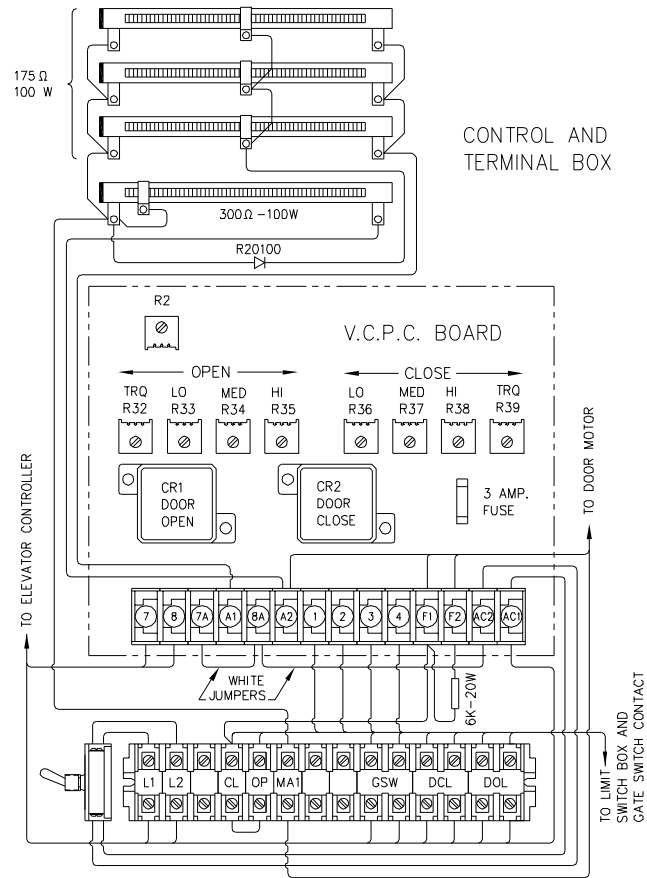 175 Ω
100 W
CONTROL AND
TERMINAL BOX
300 Ω -100W
R20100
R2
V.C.P.C. BOARD
OPEN
CLOSE
TRQ
R32
LO
R33
MED
R34
HI
R35
LO
R36
MED
R37
HI
R38
TRQ
R39
CR1
DOOR
OPEN
CR2
DOOR
CLOSE
3 AMP.
FUSE
TO ELEVATOR CONTROLLER
TO DOOR MOTOR
7 8 7A A1 8A A2 1 2 3 4 F1 F2 AC2 AC1
WHITE
JUMPERS
6K-20W
L1 L2 CL OP MA1 GSW DCL DOL
TO LIMIT
SWITCH BOX AND
GATE SWITCH CONTACT